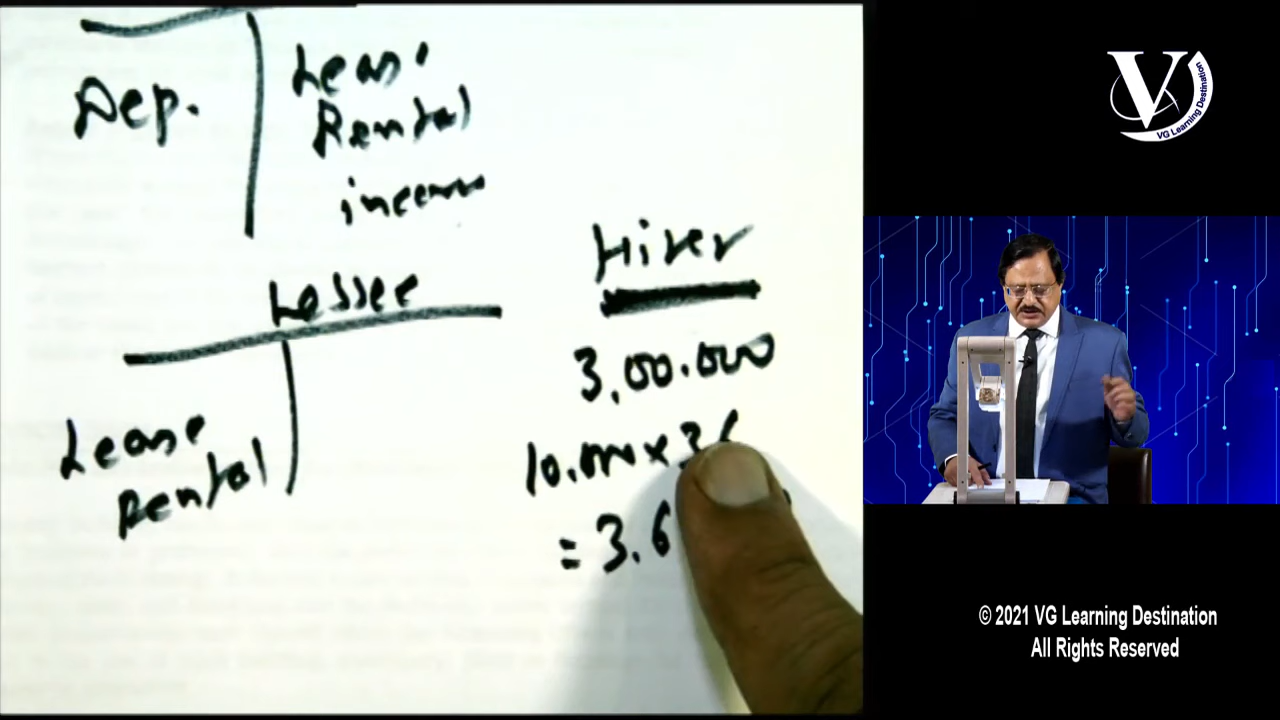 Dep.
Lease
Rental
income
Lessee
Lease
Rental
Hirer
3,00,000
10,000 x 36
= 3.6
V
VG Learning Destination
© 2021 VG Learning Destination
All Rights Reserved